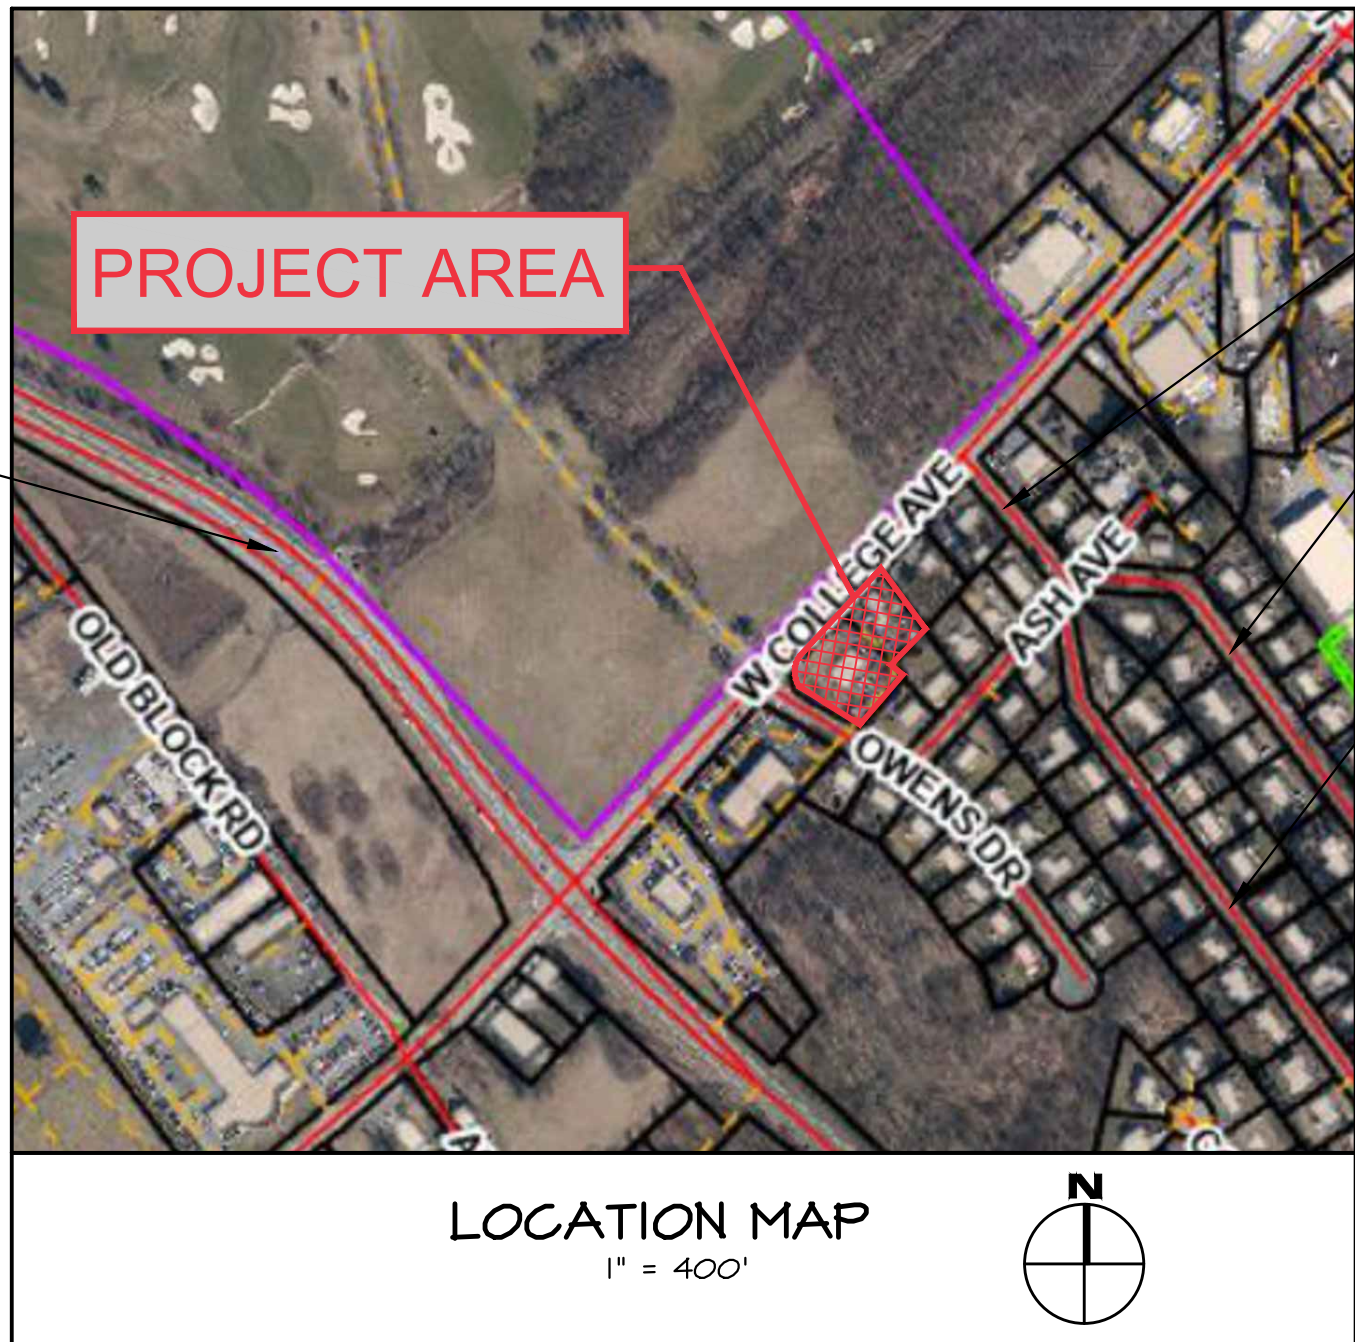 PROJECT AREA
W COLLEGE AVE
ASH AVE
OLD BLOCK RD
OWENS DR
LOCATION MAP
1" = 400'
N